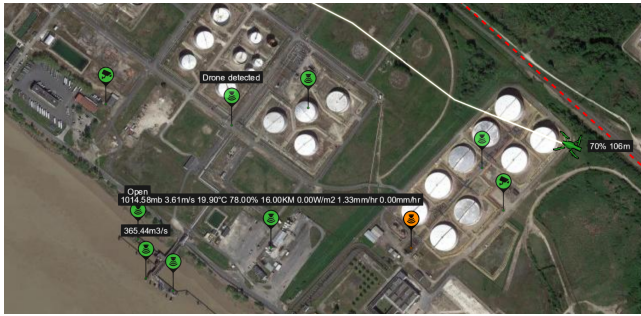 Drone detected
70% 106m
Open
1014.58mb 3.61m/s 19.90°C 78.00% 16.00KM 0.00W/m2 1.33mm/hr 0.00mm/hr
365.44m3/s